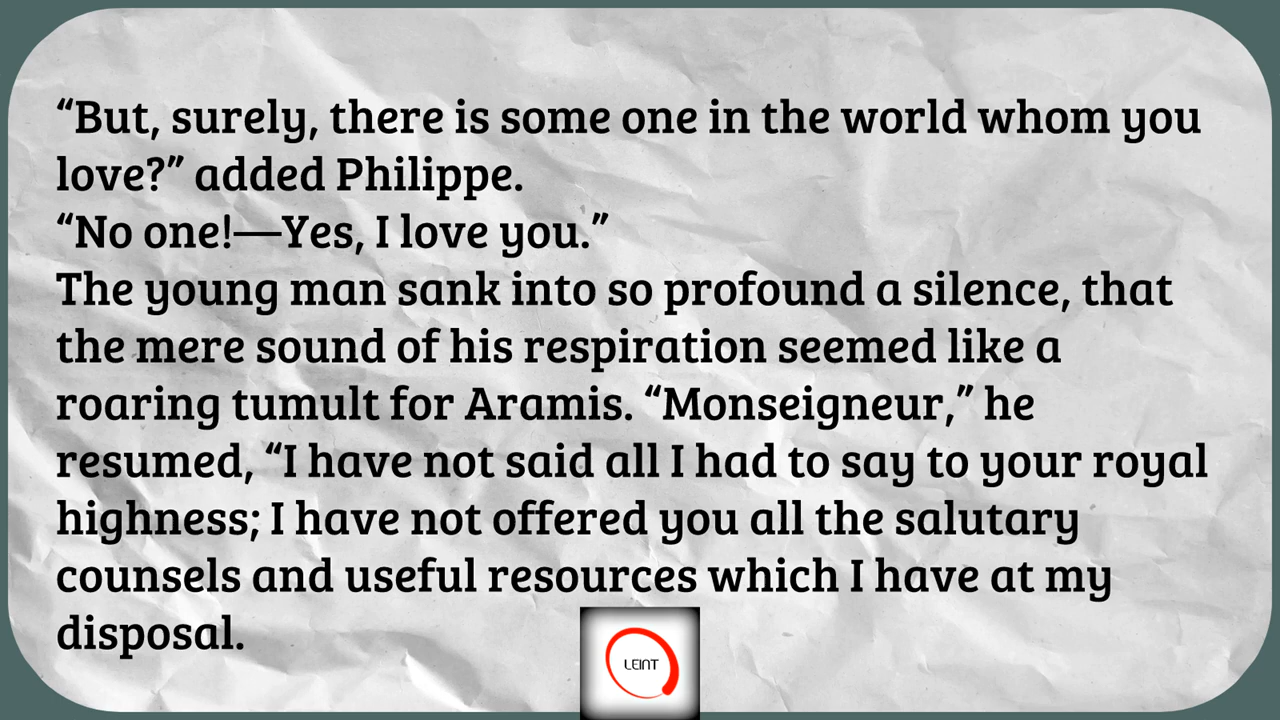 “But, surely, there is some one in the world whom you
love?” added Philippe.
“No one!—Yes, I love you.”
The young man sank into so profound a silence, that
the mere sound of his respiration seemed like a
roaring tumult for Aramis. “Monseigneur,” he
resumed, “I have not said all I had to say to your royal
highness; I have not offered you all the salutary
counsels and useful resources which I have at my
disposal.
LEINT